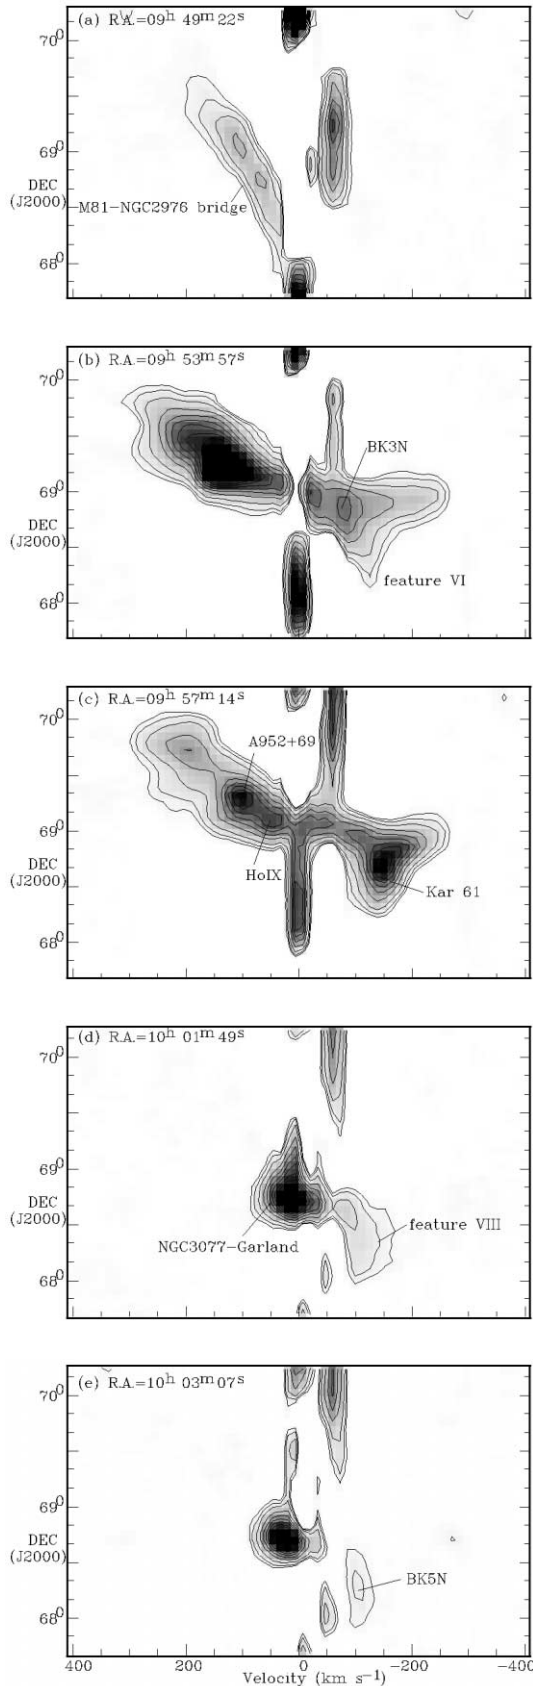 (a) R.A.=09h 49m 22s
70⁰
69⁰
DEC
(J2000)
M81−NGC2976 bridge
68⁰
(b) R.A.=09h 53m 57s
70⁰
BK3N
69⁰
DEC
(J2000)
feature VI
68⁰
(c) R.A.=09h 57m 14s
70⁰
A952+69
69⁰
HoIX
DEC
(J2000)
Kar 61
68⁰
(d) R.A.=10h 01m 49s
70⁰
69⁰
DEC
(J2000)
feature VIII
NGC3077−Garland
68⁰
(e) R.A.=10h 03m 07s
70⁰
69⁰
DEC
(J2000)
BK5N
68⁰
400 200 0 −200 −400
Velocity (km s⁻¹)